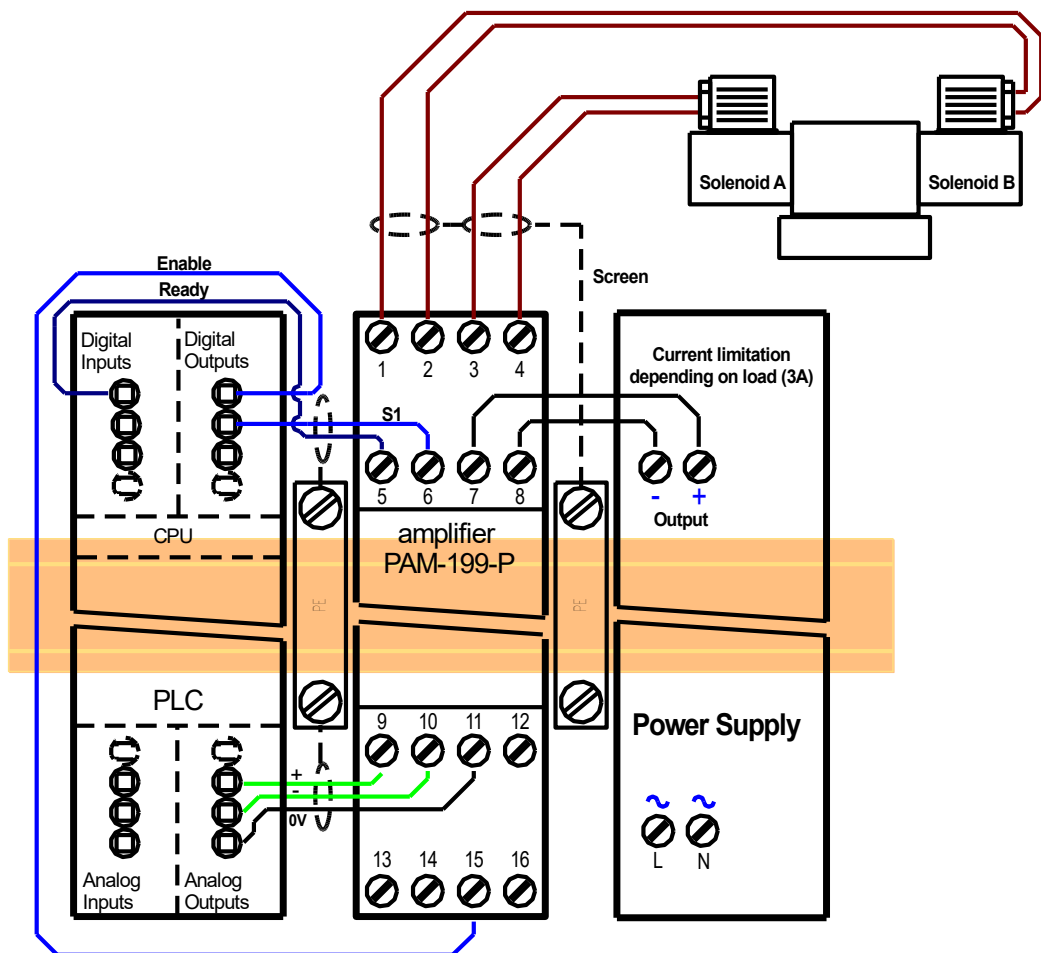 Solenoid A
Solenoid B
Enable
Ready
Screen
Digital
Inputs
Digital
Outputs
1
2
3
4
Current limitation
depending on load (3A)
S1
5
6
7
8
-
+
Output
CPU
amplifier
PAM-199-P
PE
PE
PLC
9
10
11
12
Power Supply
+
-
0V
~
~
13
14
15
16
L
N
Analog
Inputs
Analog
Outputs